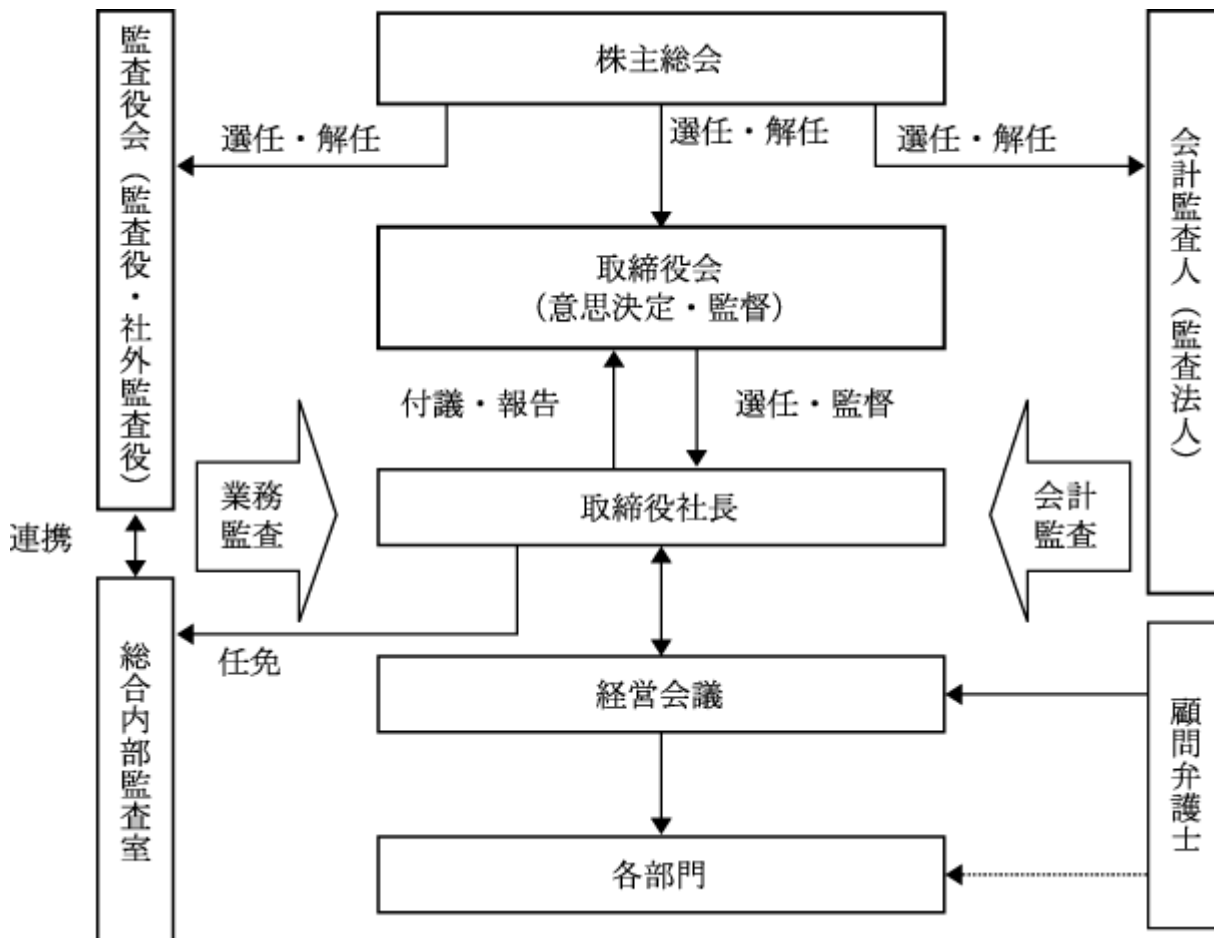 株主総会
監査役会（監査役・社外監査役）
会計監査人（監査法人）
選任・解任
選任・解任
選任・解任
取締役会
（意思決定・監督）
付議・報告
選任・監督
業務
監査
取締役社長
会計
監査
連携
任免
総合内部監査室
経営会議
顧問弁護士
各部門